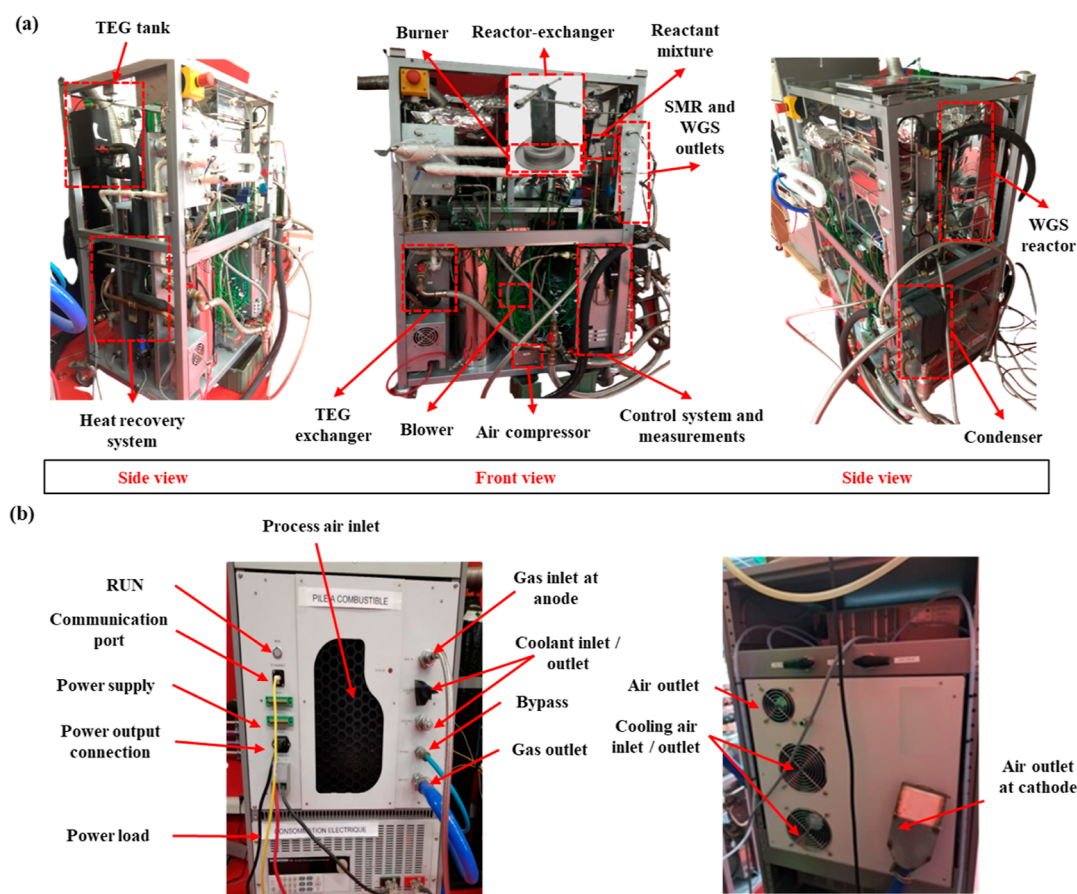 (a)
TEG tank
Burner
Reactor-exchanger
Reactant
mixture
SMR and
WGS
outlets
WGS
reactor
Heat recovery
system
TEG
exchanger
Blower
Air compressor
Control system and
measurements
Condenser
Side view
Front view
Side view
(b)
Process air inlet
RUN
Communication
port
Power supply
Power output
connection
Power load
PILE A COMBUSTIBLE
CONSOMMATION ELECTRIQUE
Gas inlet at
anode
Coolant inlet /
outlet
Bypass
Gas outlet
Air outlet
Cooling air
inlet / outlet
Air outlet
at cathode